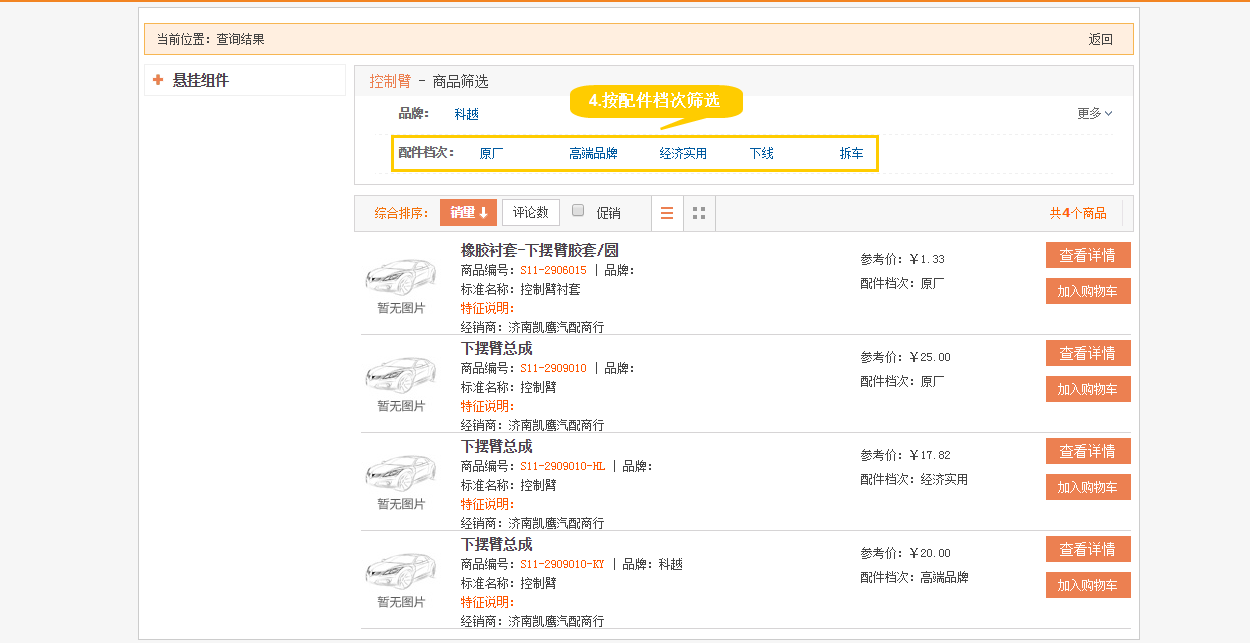 当前位置：查询结果 返回
悬挂组件
控制臂 - 商品筛选
4.按配件档次筛选
品牌： 科越 更多
配件档次： 原厂 高端品牌 经济实用 下线 拆车
综合排序： 销量 评论数 促销 共4个商品
橡胶衬套-下摆臂胶套/圆
商品编号：S11-2906015 | 品牌：
标准名称：控制臂衬套
特征说明：
经销商：济南凯鹰汽配商行
暂无图片
参考价：￥1.33
配件档次：原厂
查看详情
加入购物车
下摆臂总成
商品编号：S11-2909010 | 品牌：
标准名称：控制臂
特征说明：
经销商：济南凯鹰汽配商行
暂无图片
参考价：￥25.00
配件档次：原厂
查看详情
加入购物车
下摆臂总成
商品编号：S11-2909010-HL | 品牌：
标准名称：控制臂
特征说明：
经销商：济南凯鹰汽配商行
暂无图片
参考价：￥17.82
配件档次：经济实用
查看详情
加入购物车
下摆臂总成
商品编号：S11-2909010-KY | 品牌：科越
标准名称：控制臂
特征说明：
经销商：济南凯鹰汽配商行
暂无图片
参考价：￥20.00
配件档次：高端品牌
查看详情
加入购物车